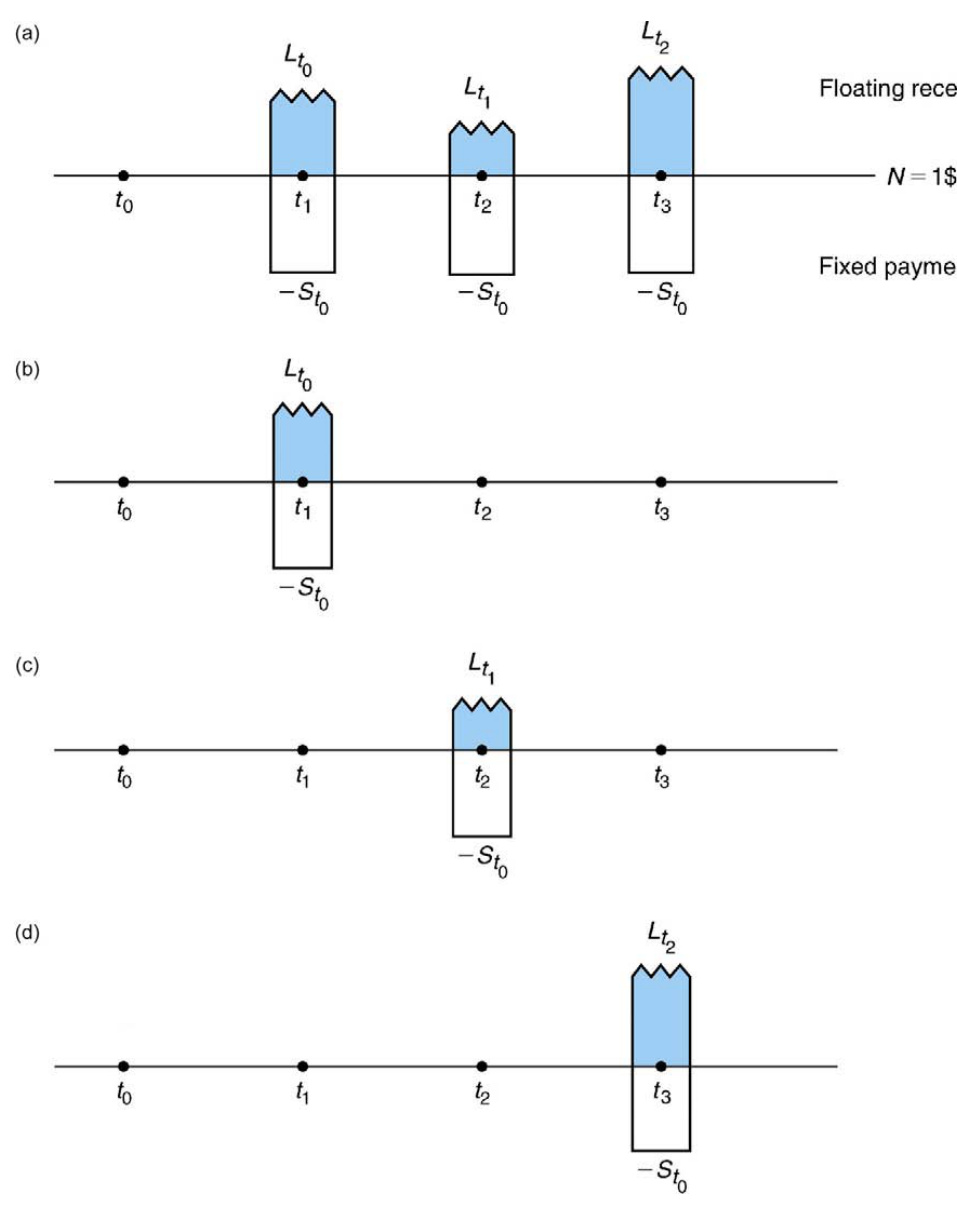 (a)
L_{t_0} L_{t_1} L_{t_2} Floating rece
t_0 t_1 t_2 t_3 N = 1$
Fixed payme
−S_{t_0} −S_{t_0} −S_{t_0}
(b)
L_{t_0}
t_0 t_1 t_2 t_3
−S_{t_0}
(c)
L_{t_1}
t_0 t_1 t_2 t_3
−S_{t_0}
(d)
L_{t_2}
t_0 t_1 t_2 t_3
−S_{t_0}